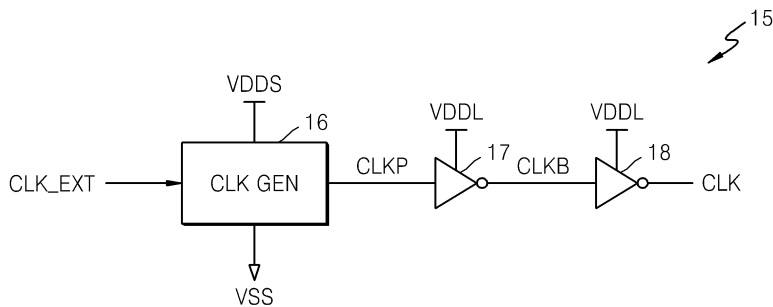 15
VDDS
16
VDDL
VDDL
CLK_EXT
CLK GEN
CLKP
17
CLKB
18
CLK
VSS